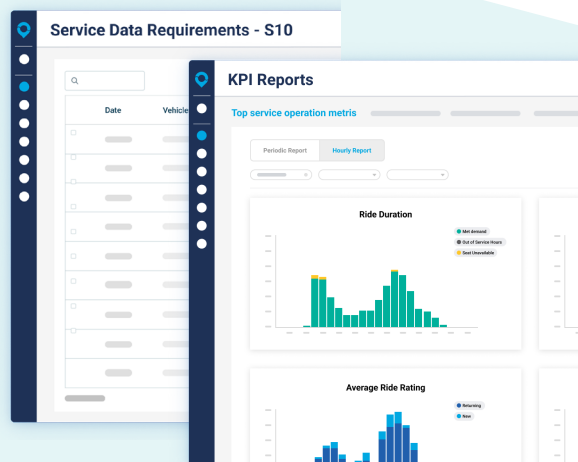 Service Data Requirements - S10
Date
Vehicle
KPI Reports
Top service operation metris
Periodic Report
Hourly Report
Ride Duration
Met demand
Out of Service Hours
Seat Unavailable
Average Ride Rating
Returning
New